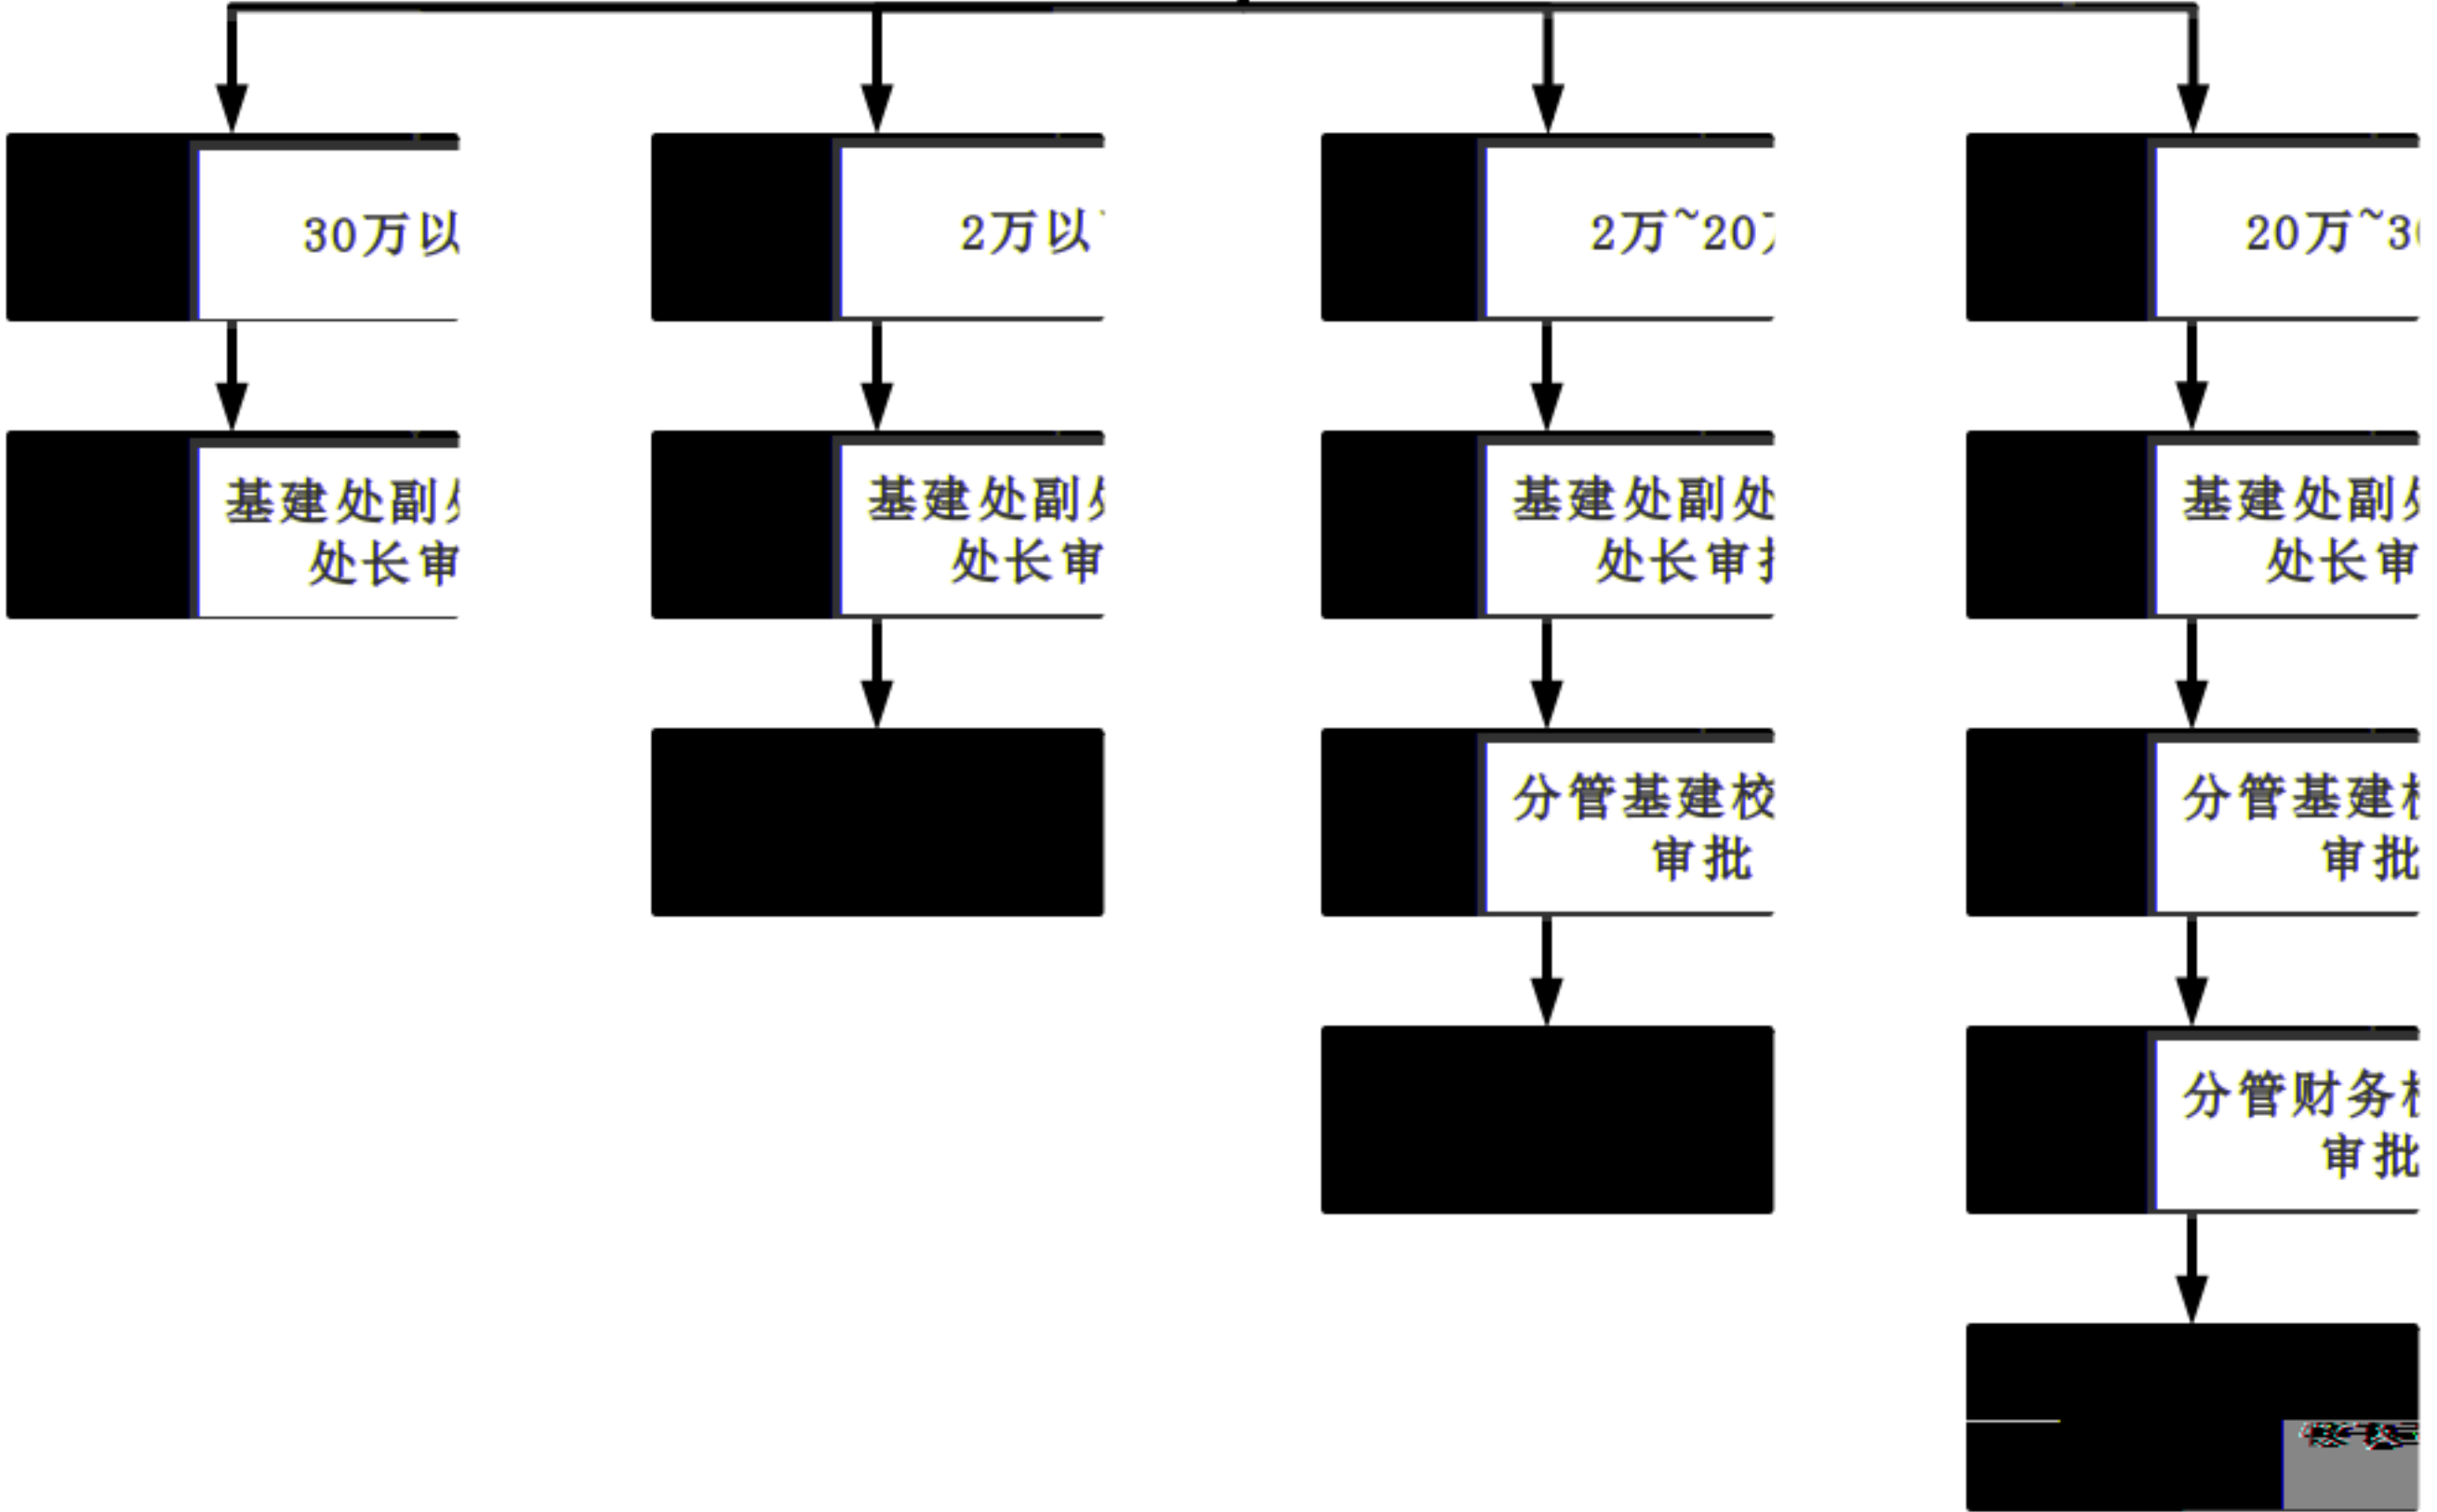 30万以
2万以
2万~20
20万~3
基建处副
处长审
基建处副
处长审
基建处副处
处长审
基建处副
处长审
分管基建校
审批
分管基建
审批
分管财务
审批